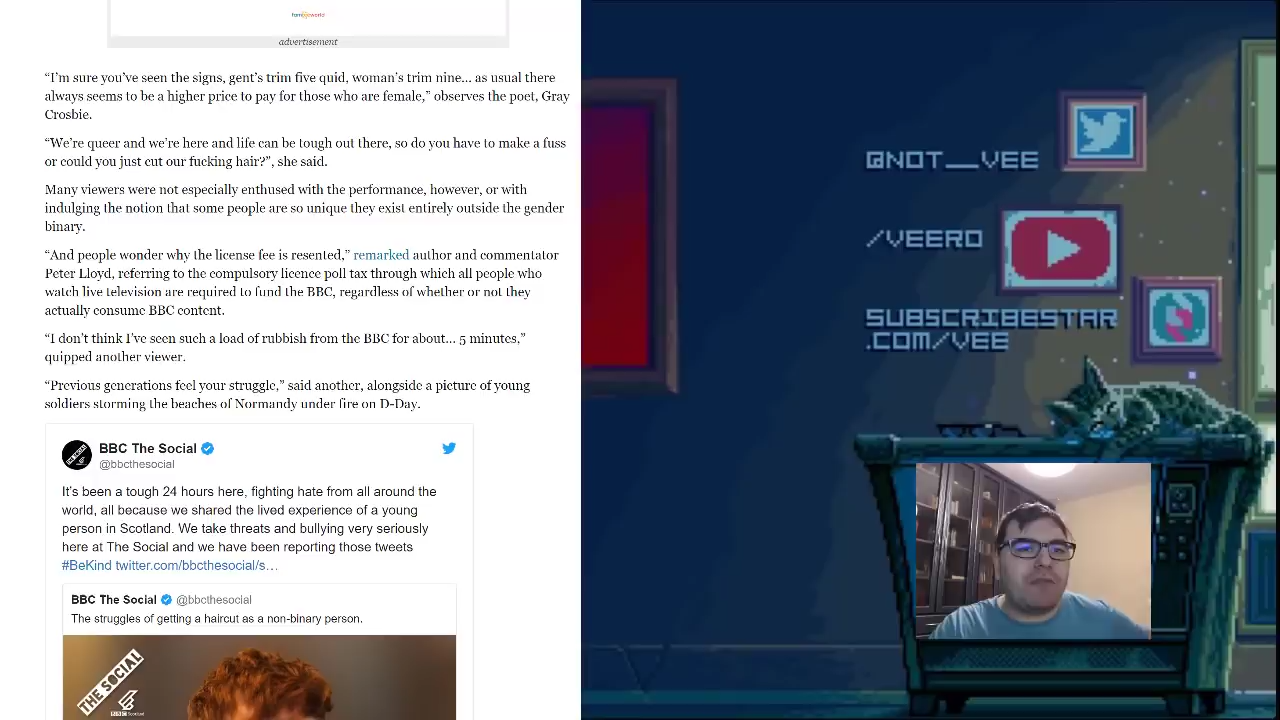 familyworld
advertisement
“I’m sure you’ve seen the signs, gent’s trim five quid, woman’s trim nine… as usual there
always seems to be a higher price to pay for those who are female,” observes the poet, Gray
Crosbie.
“We’re queer and we’re here and life can be tough out there, so do you have to make a fuss
or could you just cut our fucking hair?”, she said.
Many viewers were not especially enthused with the performance, however, or with
indulging the notion that some people are so unique they exist entirely outside the gender
binary.
“And people wonder why the license fee is resented,” remarked author and commentator
Peter Lloyd, referring to the compulsory licence poll tax through which all people who
watch live television are required to fund the BBC, regardless of whether or not they
actually consume BBC content.
“I don’t think I’ve seen such a load of rubbish from the BBC for about… 5 minutes,”
quipped another viewer.
“Previous generations feel your struggle,” said another, alongside a picture of young
soldiers storming the beaches of Normandy under fire on D-Day.
BBC The Social
@bbcthesocial
It’s been a tough 24 hours here, fighting hate from all around the
world, all because we shared the lived experience of a young
person in Scotland. We take threats and bullying very seriously
here at The Social and we have been reporting those tweets
#BeKind twitter.com/bbcthesocial/s…
BBC The Social @bbcthesocial
The struggles of getting a haircut as a non-binary person.
THE SOCIAL
BBC Scotland
@NOT__VEE
/VEERO
SUBSCRIBESTAR
.COM/VEE